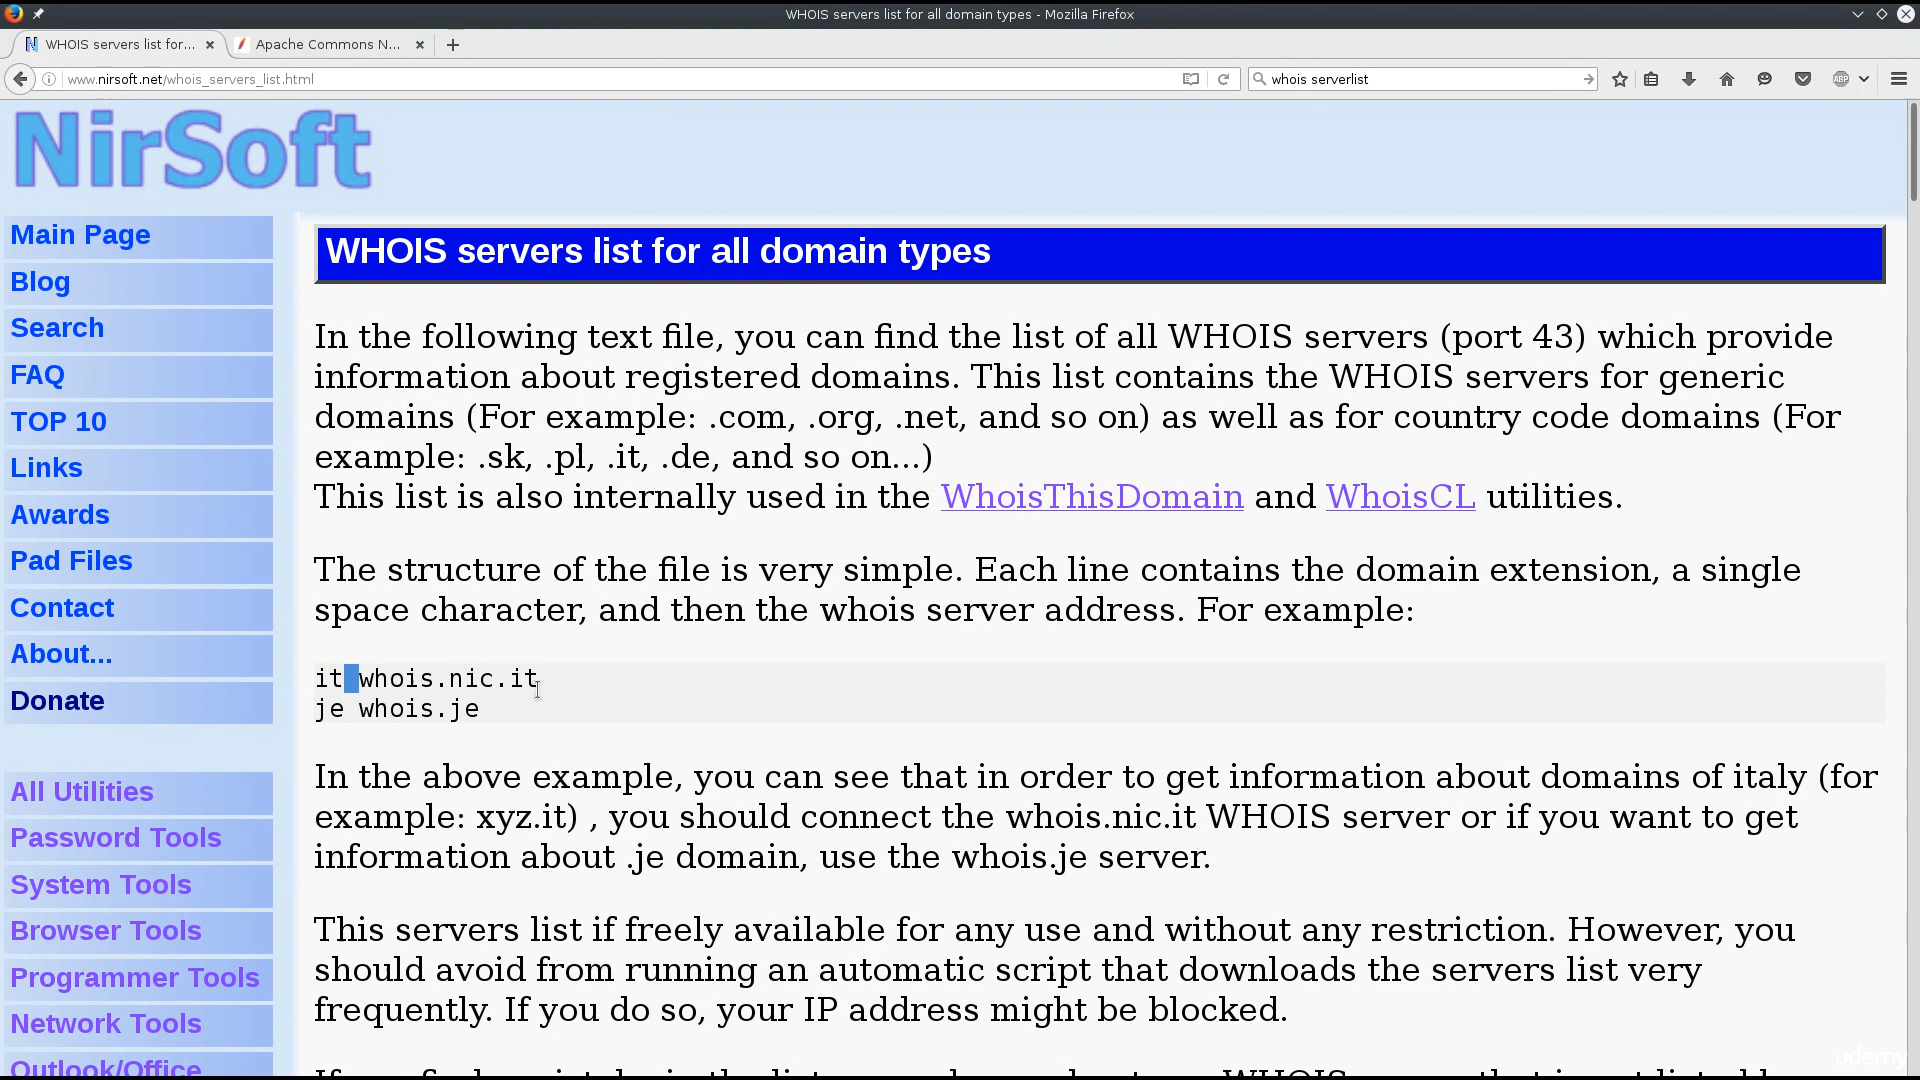 WHOIS servers list for all domain types - Mozilla Firefox
WHOIS servers list for...
Apache Commons N...
www.nirsoft.net/whois_servers_list.html
whois serverlist
ABP
NirSoft
Main Page
Blog
Search
FAQ
TOP 10
Links
Awards
Pad Files
Contact
About...
Donate
All Utilities
Password Tools
System Tools
Browser Tools
Programmer Tools
Network Tools
Outlook/Office
WHOIS servers list for all domain types
In the following text file, you can find the list of all WHOIS servers (port 43) which provide
information about registered domains. This list contains the WHOIS servers for generic
domains (For example: .com, .org, .net, and so on) as well as for country code domains (For
example: .sk, .pl, .it, .de, and so on...)
This list is also internally used in the WhoisThisDomain and WhoisCL utilities.
The structure of the file is very simple. Each line contains the domain extension, a single
space character, and then the whois server address. For example:
it whois.nic.it
je whois.je
In the above example, you can see that in order to get information about domains of italy (for
example: xyz.it) , you should connect the whois.nic.it WHOIS server or if you want to get
information about .je domain, use the whois.je server.
This servers list if freely available for any use and without any restriction. However, you
should avoid from running an automatic script that downloads the servers list very
frequently. If you do so, your IP address might be blocked.
udemy